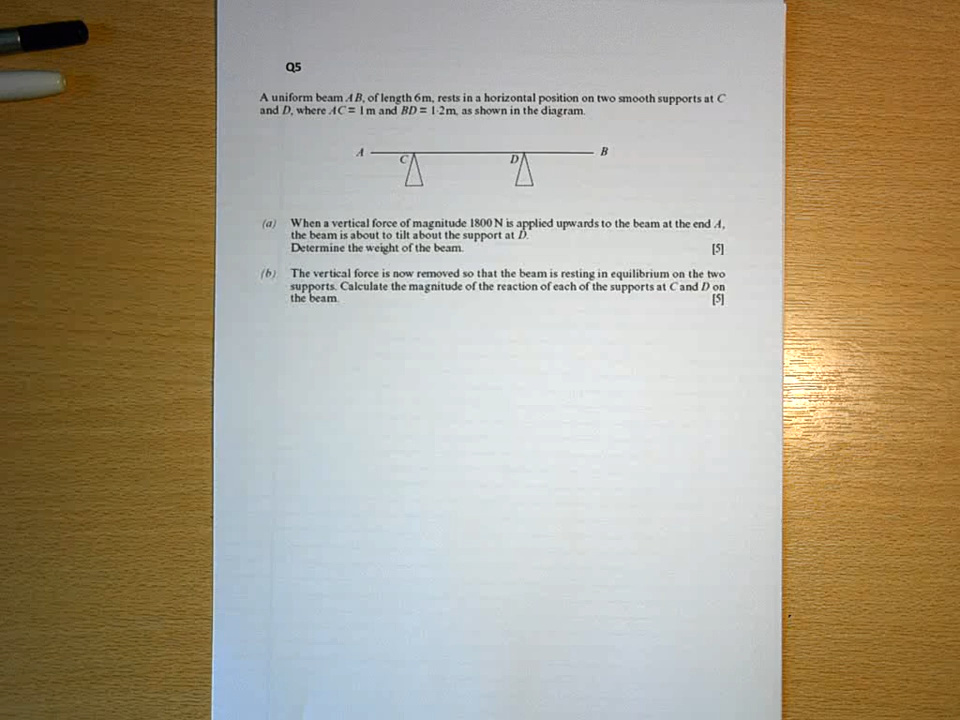 Q5
A uniform beam AB, of length 6m, rests in a horizontal position on two smooth supports at C
and D, where AC = 1m and BD = 1·2m, as shown in the diagram.
A C D B
(a) When a vertical force of magnitude 1800 N is applied upwards to the beam at the end A,
the beam is about to tilt about the support at D.
Determine the weight of the beam. [5]
(b) The vertical force is now removed so that the beam is resting in equilibrium on the two
supports. Calculate the magnitude of the reaction of each of the supports at C and D on
the beam. [5]